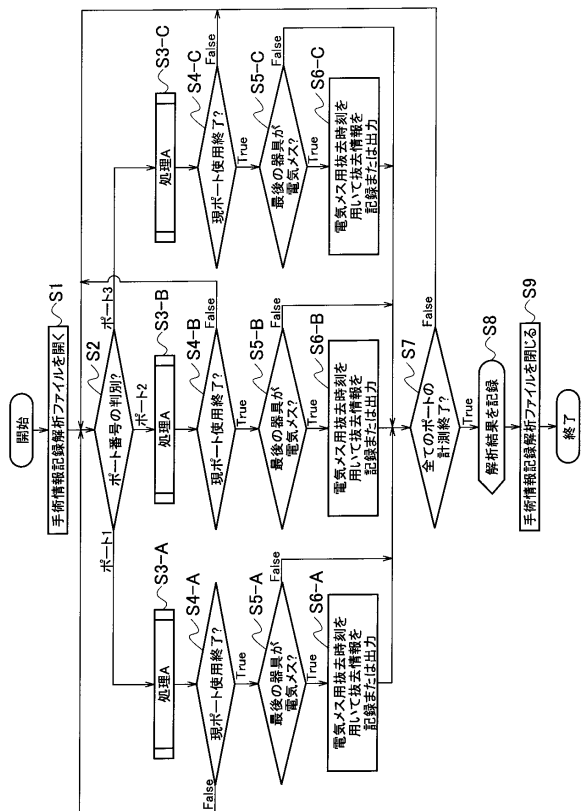 開始
手術情報記録解析ファイルを開く
S1
ポート番号の判別?
S2
ポート1
ポート2
ポート3
処理A
S3-A
現ポート使用終了?
S4-A
False
True
最後の器具が
電気メス?
S5-A
False
True
電気メス用抜去時刻を
用いて抜去情報を
記録または出力
S6-A
処理A
S3-B
現ポート使用終了?
S4-B
False
True
最後の器具が
電気メス?
S5-B
False
True
電気メス用抜去時刻を
用いて抜去情報を
記録または出力
S6-B
処理A
S3-C
現ポート使用終了?
S4-C
False
True
最後の器具が
電気メス?
S5-C
False
True
電気メス用抜去時刻を
用いて抜去情報を
記録または出力
S6-C
全てのポートの
計測終了?
S7
False
True
解析結果を記録
S8
手術情報記録解析ファイルを閉じる
S9
終了